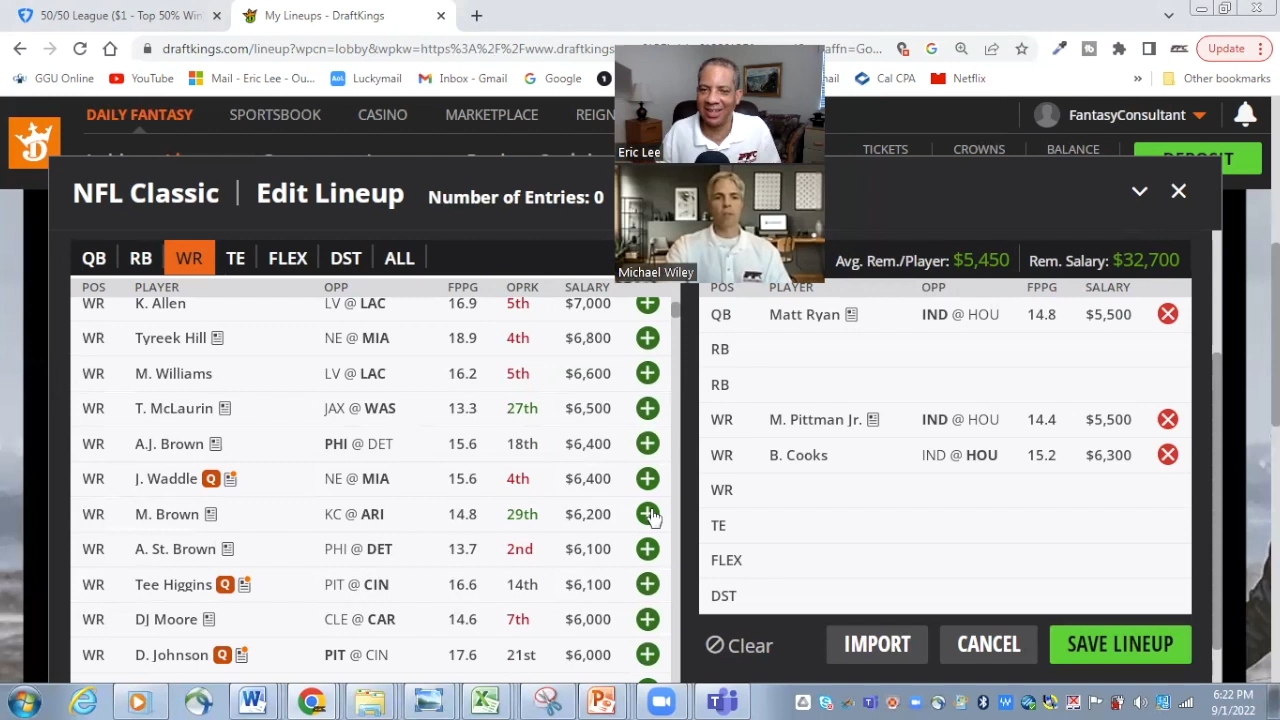 50/50 League ($1 - Top 50% Win
My Lineups - DraftKings
draftkings.com/lineup?wpcn=lobby&wpkw=https%3A%2F%2Fwww.draftkings
affn=Go...
Update
GGU Online
YouTube
Mail - Eric Lee - Ou...
Luckymail
Inbox - Gmail
Google
Cal CPA
Netflix
»
Other bookmarks
DAILY FANTASY
SPORTSBOOK
CASINO
MARKETPLACE
REIGN
FantasyConsultant
TICKETS
CROWNS
BALANCE
DEPOSIT
Eric Lee
Michael Wiley
NFL Classic | Edit Lineup
Number of Entries: 0
QB RB WR TE FLEX DST ALL
Avg. Rem./Player: $5,450
Rem. Salary: $32,700
POS PLAYER OPP FPPG OPRK SALARY
WR K. Allen LV @ LAC 16.9 5th $7,000
WR Tyreek Hill NE @ MIA 18.9 4th $6,800
WR M. Williams LV @ LAC 16.2 5th $6,600
WR T. McLaurin JAX @ WAS 13.3 27th $6,500
WR A.J. Brown PHI @ DET 15.6 18th $6,400
WR J. Waddle Q NE @ MIA 15.6 4th $6,400
WR M. Brown KC @ ARI 14.8 29th $6,200
WR A. St. Brown PHI @ DET 13.7 2nd $6,100
WR Tee Higgins Q PIT @ CIN 16.6 14th $6,100
WR DJ Moore CLE @ CAR 14.6 7th $6,000
WR D. Johnson Q PIT @ CIN 17.6 21st $6,000
POS PLAYER OPP FPPG SALARY
QB Matt Ryan IND @ HOU 14.8 $5,500
RB
RB
WR M. Pittman Jr. IND @ HOU 14.4 $5,500
WR B. Cooks IND @ HOU 15.2 $6,300
WR
TE
FLEX
DST
Clear
IMPORT
CANCEL
SAVE LINEUP
6:22 PM
9/1/2022